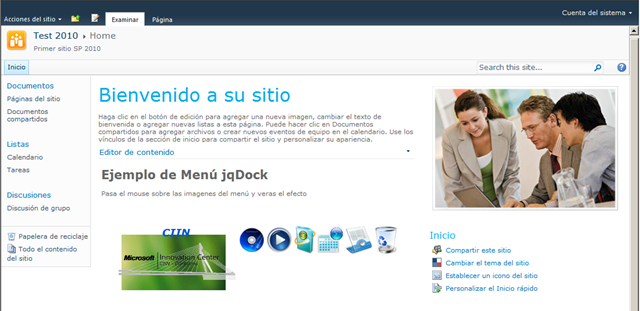 Acciones del sitio
Examinar
Página
Cuenta del sistema
Test 2010 ▸ Home
Primer sitio SP 2010
Inicio
Search this site...
Documentos
Páginas del sitio
Documentos
compartidos
Listas
Calendario
Tareas
Discusiones
Discusión de grupo
Papelera de reciclaje
Todo el contenido
del sitio
Bienvenido a su sitio
Haga clic en el botón de edición para agregar una nueva imagen, cambiar el texto de
bienvenida o agregar nuevas listas a esta página. Puede hacer clic en Documentos
compartidos para agregar archivos o crear nuevos eventos de equipo en el calendario. Use los
vínculos de la sección de inicio para compartir el sitio y personalizar su apariencia.
Editor de contenido
Ejemplo de Menú jqDock
Pasa el mouse sobre las imagenes del menú y veras el efecto
CIIN
Microsoft Innovation Center
Inicio
Compartir este sitio
Cambiar el tema del sitio
Establecer un icono del sitio
Personalizar el Inicio rápido